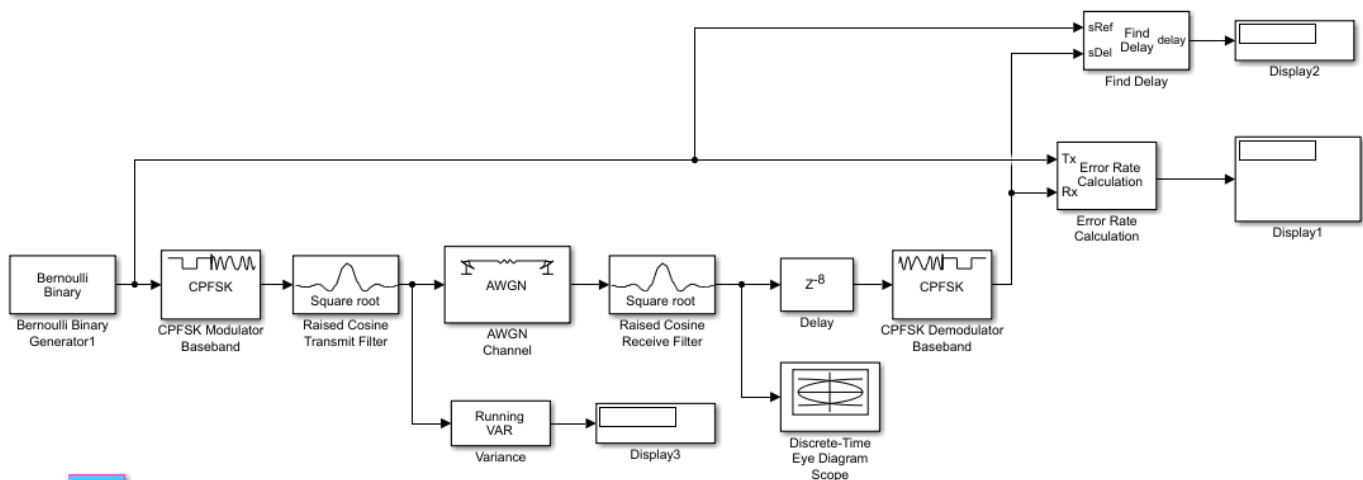 sRef
Find
Delay
delay
sDel
Find Delay
Display2
Tx
Error Rate
Calculation
Rx
Error Rate
Calculation
Display1
Bernoulli
Binary
Bernoulli Binary
Generator1
CPFSK
CPFSK Modulator
Baseband
Square root
Raised Cosine
Transmit Filter
AWGN
AWGN
Channel
Square root
Raised Cosine
Receive Filter
Z-8
Delay
CPFSK
CPFSK Demodulator
Baseband
Running
VAR
Variance
Display3
Discrete-Time
Eye Diagram
Scope